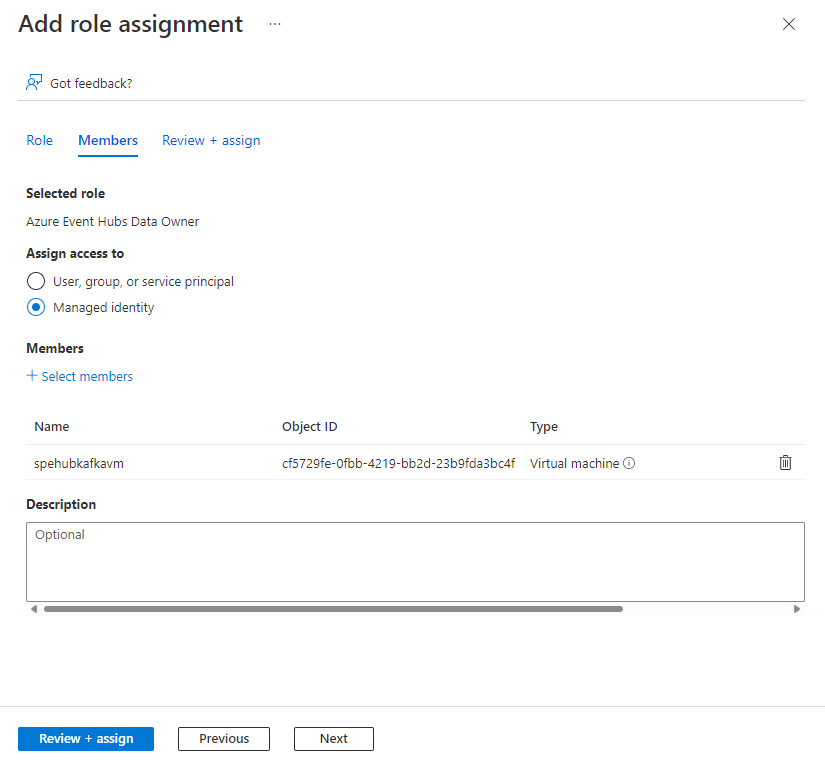 Add role assignment ...
Got feedback?
Role Members Review + assign
Selected role
Azure Event Hubs Data Owner
Assign access to
User, group, or service principal
Managed identity
Members
+ Select members
Name Object ID Type
spehubkafkavm cf5729fe-0fbb-4219-bb2d-23b9fda3bc4f Virtual machine
Description
Optional
Review + assign Previous Next